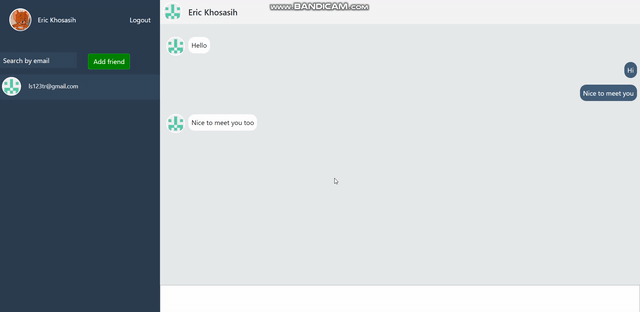 www.BANDICAM.com
Eric Khosasih
Logout
Search by email
Add friend
ls123tr@gmail.com
Eric Khosasih
Hello
Hi
Nice to meet you
Nice to meet you too